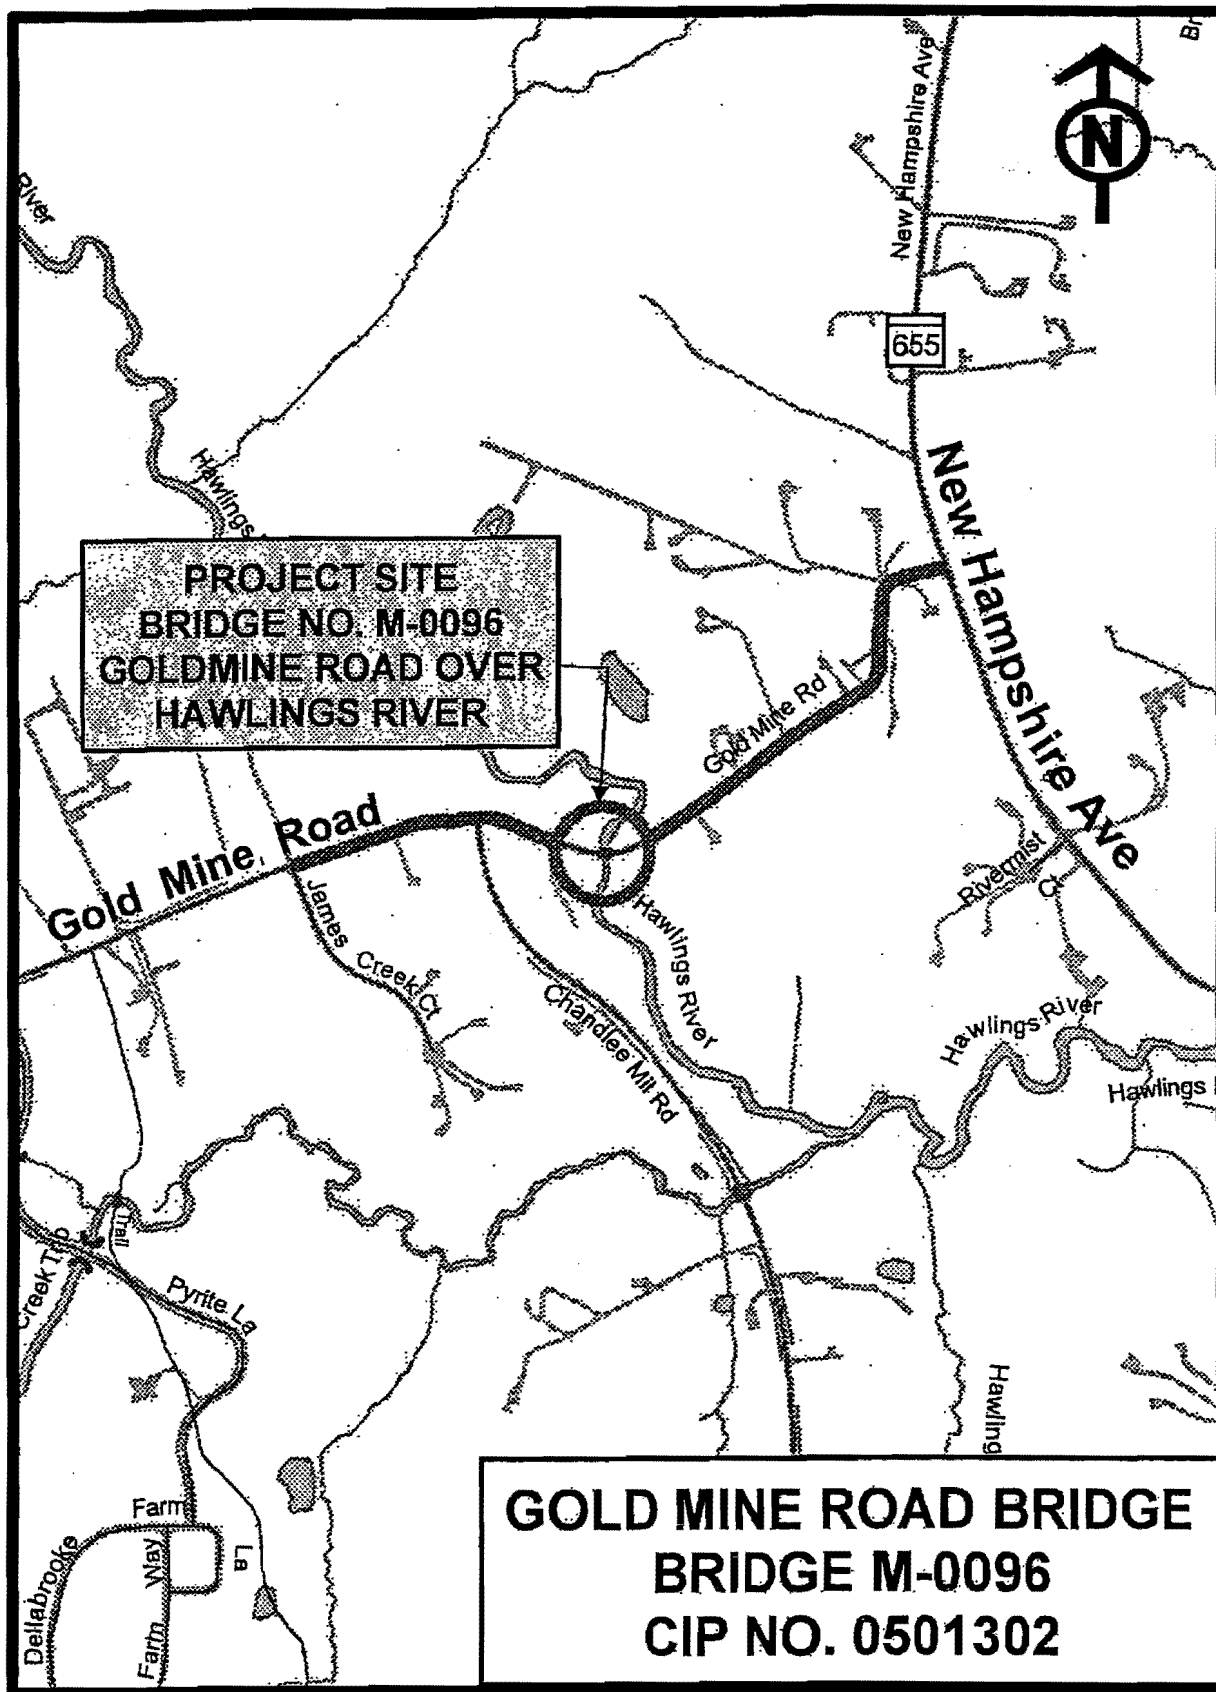 Br
New Hampshire Ave
N
River
655
Hawlings
New Hampshire Ave
PROJECT SITE
BRIDGE NO. M-0096
GOLDMINE ROAD OVER
HAWLINGS RIVER
Gold Mine Rd
Gold Mine Road
Rivermist
Ct
James Creek Ct
Hawlings River
Chandlee Mill Rd
Hawlings River
Hawlings
Trail
Creek
Pyrite La
Hawling
Farm
La
Dellabrooke
Farm Way
GOLD MINE ROAD BRIDGE
BRIDGE M-0096
CIP NO. 0501302